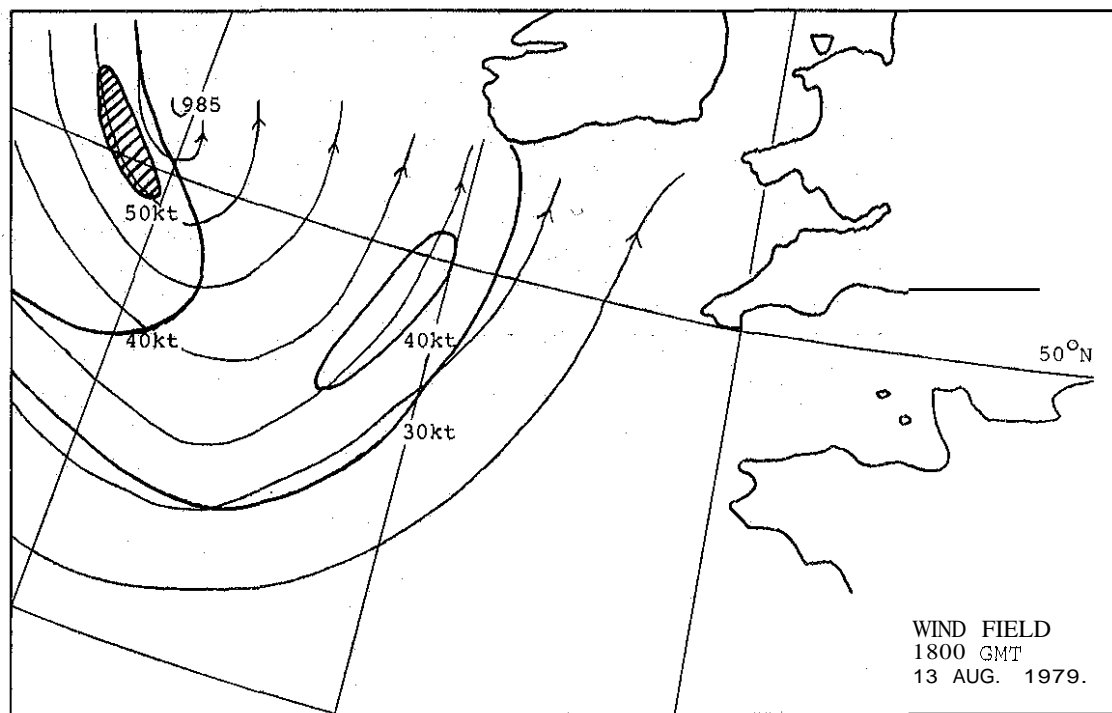 985
50kt
40kt
40kt
30kt
50°N
WIND FIELD
1800 GMT
13 AUG. 1979.